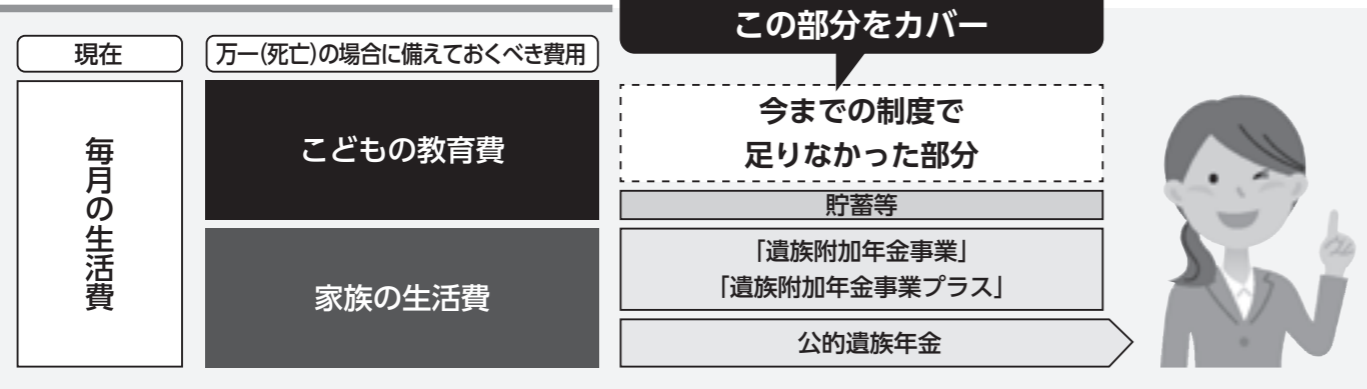 この部分をカバー
現在
万一(死亡)の場合に備えておくべき費用
毎月の生活費
こどもの教育費
家族の生活費
今までの制度で
足りなかった部分
貯蓄等
「遺族附加年金事業」
「遺族附加年金事業プラス」
公的遺族年金